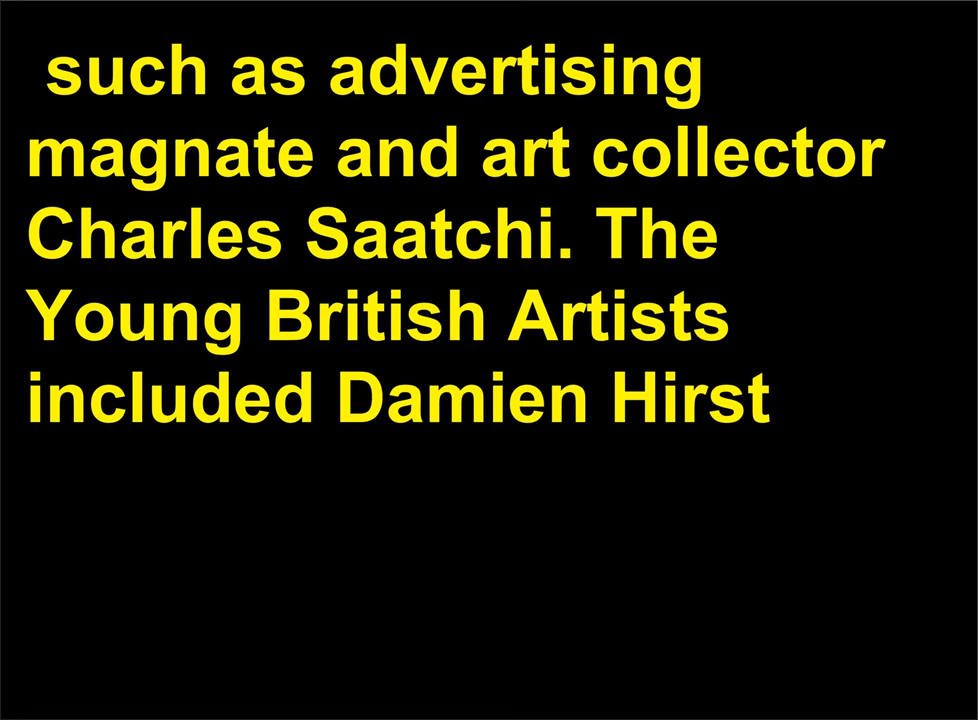 such as advertising
magnate and art collector
Charles Saatchi. The
Young British Artists
included Damien Hirst